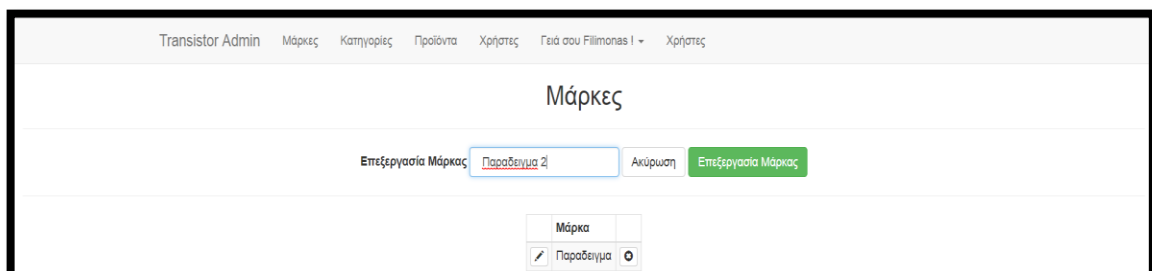 Transistor Admin Μάρκες Κατηγορίες Προϊόντα Χρήστες Γειά σου Filimonas ! Χρήστες
Μάρκες
Επεξεργασία Μάρκας Παραδειγμα 2 Ακύρωση Επεξεργασία Μάρκας
Μάρκα
Παραδειγμα